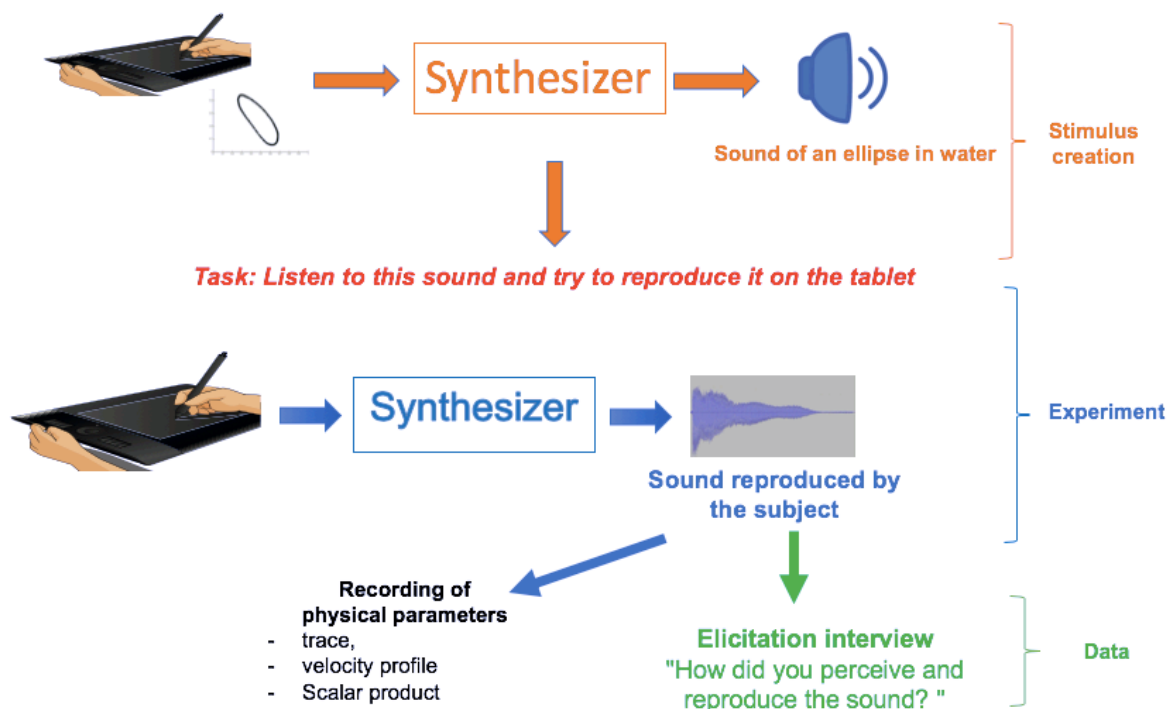 Synthesizer
Sound of an ellipse in water
Stimulus
creation
Task: Listen to this sound and try to reproduce it on the tablet
Synthesizer
Experiment
Sound reproduced by
the subject
Recording of
physical parameters
- trace,
- velocity profile
- Scalar product
Elicitation interview
"How did you perceive and
reproduce the sound? "
Data